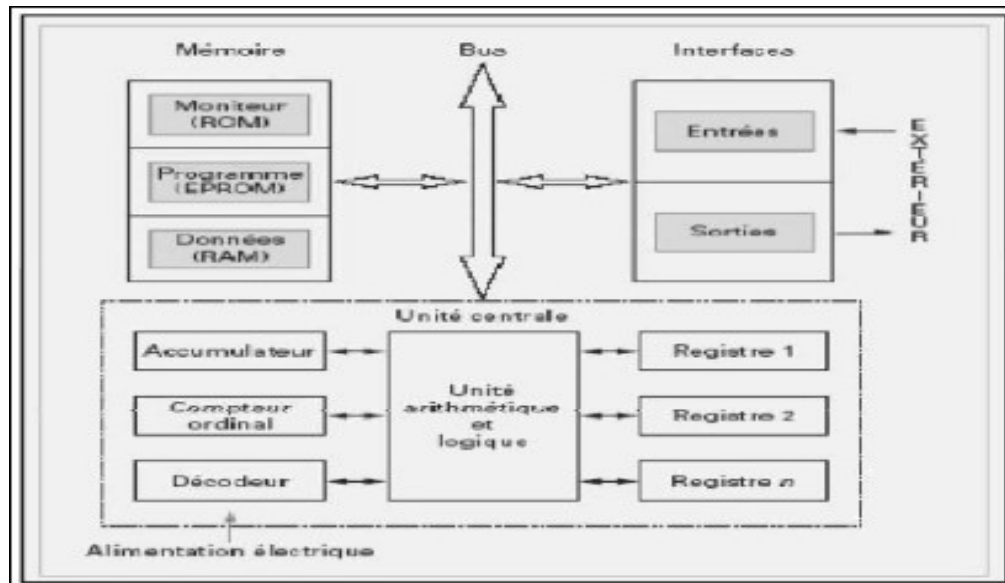 Mémoire
Bus
Interfaces
Moniteur
(ROM)
Programme
(EPROM)
Données
(RAM)
Entrées
Sorties
EXTÉRIEUR
Unité centrale
Accumulateur
Compteur
ordinal
Décodeur
Unité
arithmétique
et
logique
Registre 1
Registre 2
Registre n
Alimentation électrique